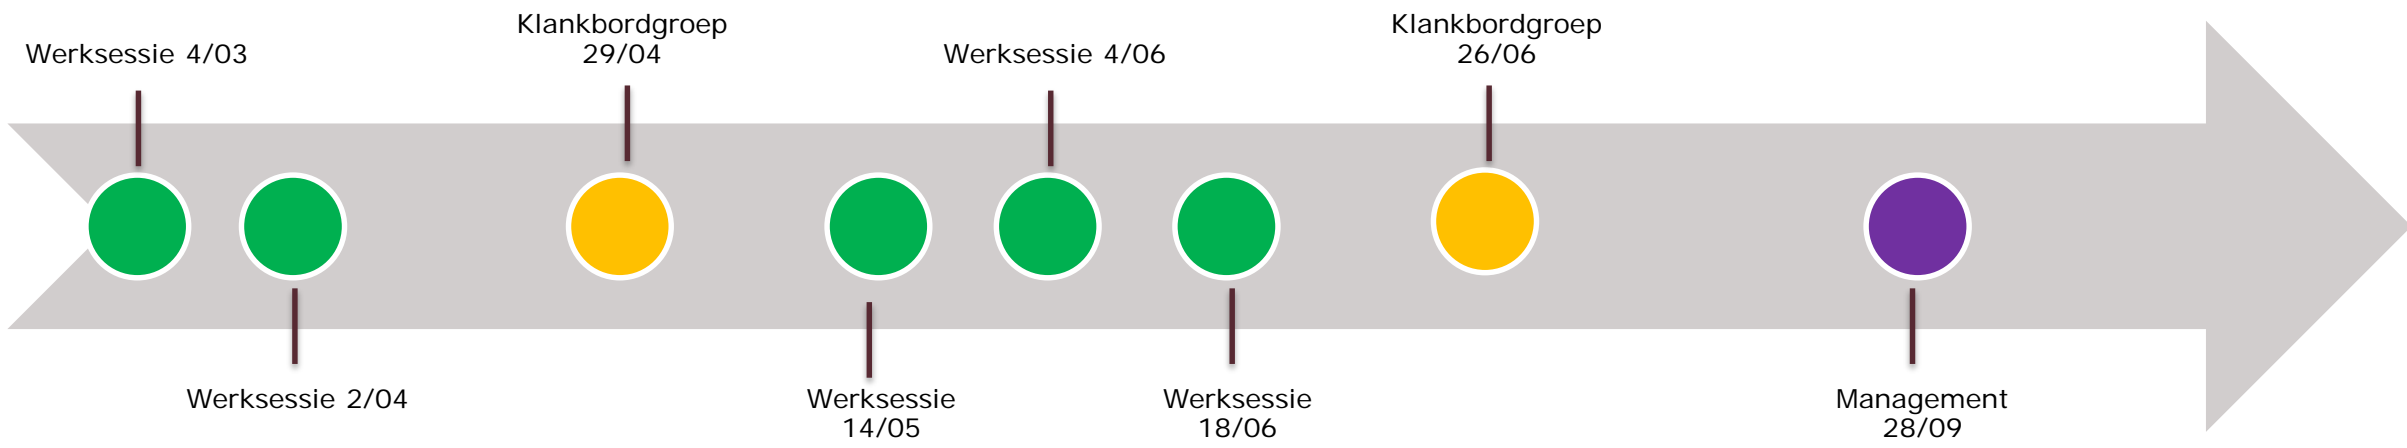 Werksessie 4/03
Werksessie 2/04
Klankbordgroep
29/04
Werksessie
14/05
Werksessie 4/06
Werksessie
18/06
Klankbordgroep
26/06
Management
28/09